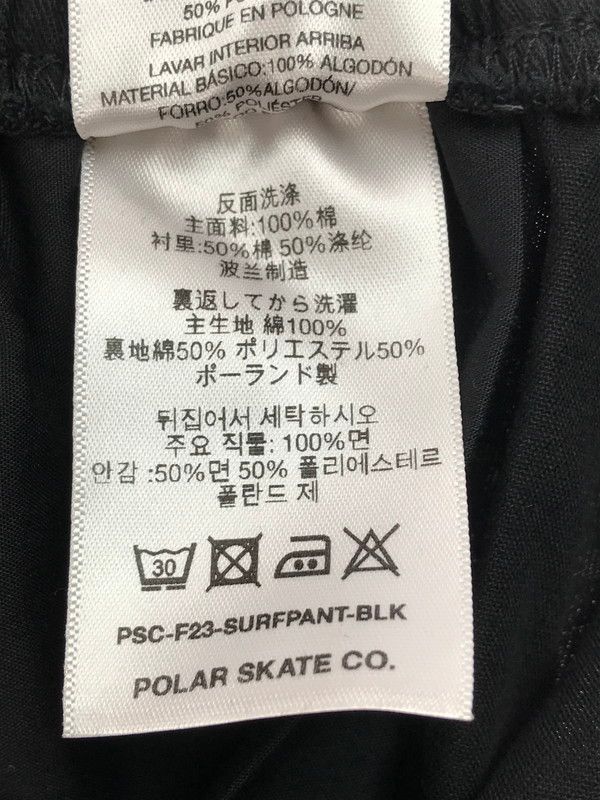 50% PO
FABRIQUE EN POLOGNE
LAVAR INTERIOR ARRIBA
MATERIAL BÁSICO:100% ALGODÓN
FORRO:50%ALGODÓN/
50% POLIÉSTER
反面洗涤
主面料:100%棉
衬里:50%棉 50%涤纶
波兰制造
裏返してから洗濯
主生地 綿100%
裏地綿50% ポリエステル50%
ポーランド製
뒤집어서 세탁하시오
주요 직물: 100%면
안감 :50%면 50% 폴리에스테르
폴란드 제
30
PSC-F23-SURFPANT-BLK
POLAR SKATE CO.